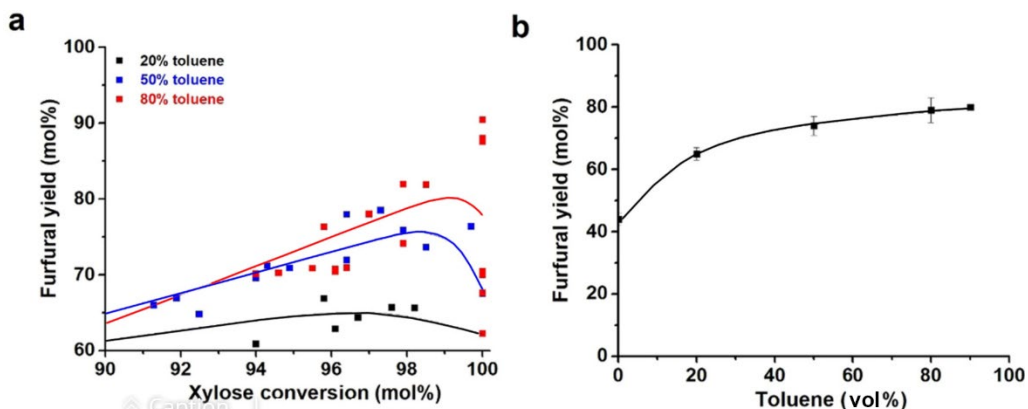 a
100
90
80
70
60
Furfural yield (mol%)
20% toluene
50% toluene
80% toluene
90 92 94 96 98 100
Xylose conversion (mol%)
Caption
b
100
80
60
40
20
0
Furfural yield (mol%)
0 20 40 60 80 100
Toluene (vol%)